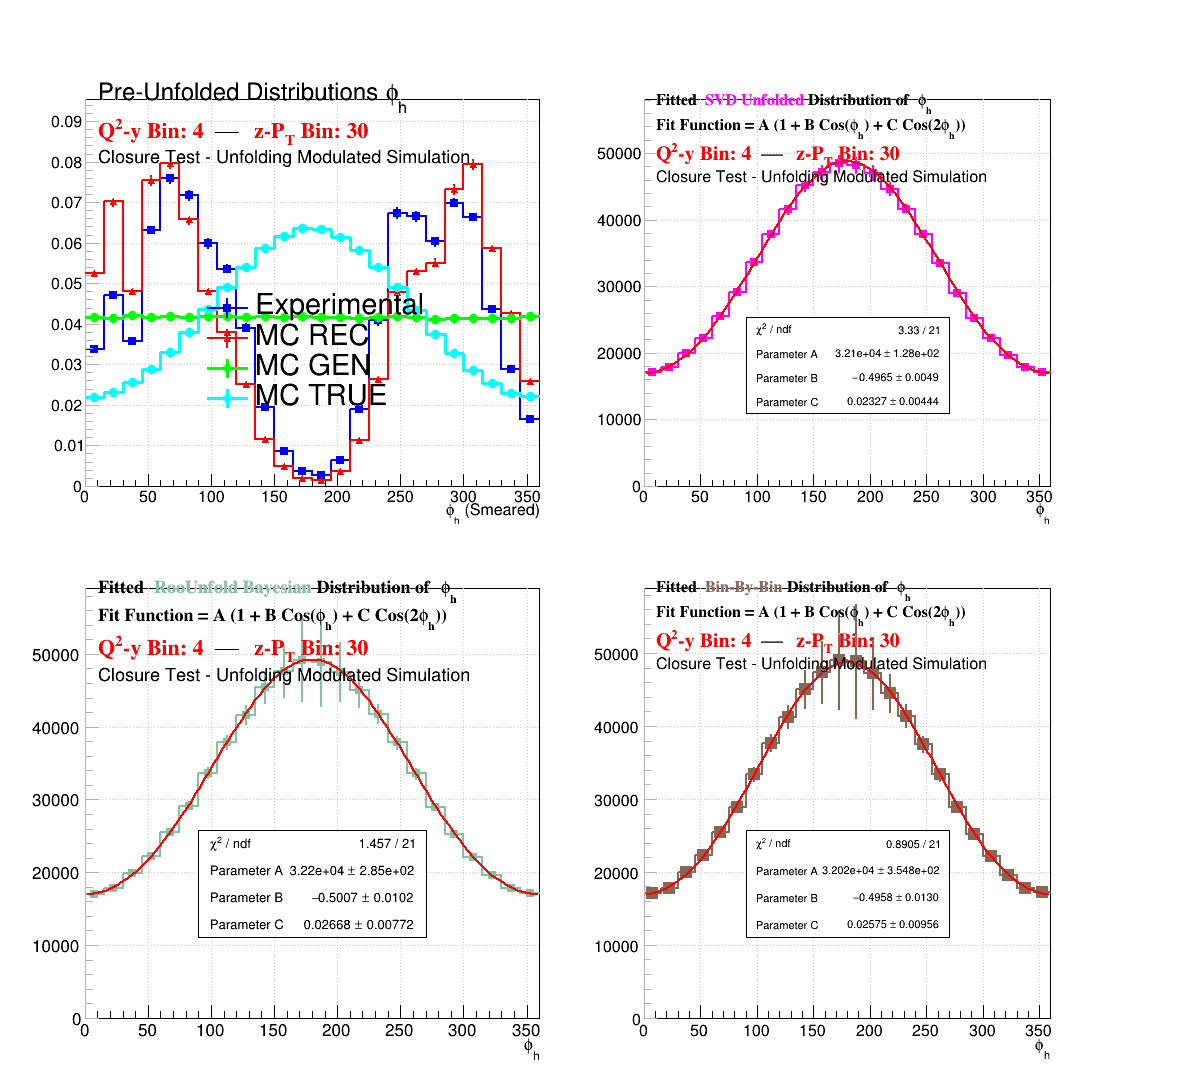 Pre-Unfolded Distributions ϕh
Q2-y Bin: 4 — z-PT Bin: 30
Closure Test - Unfolding Modulated Simulation
0.09
0.08
0.07
0.06
0.05
0.04
0.03
0.02
0.01
0
Experimental
MC REC
MC GEN
MC TRUE
0 50 100 150 200 250 300 350
ϕh (Smeared)
Fitted SVD Unfolded Distribution of ϕh
Fit Function = A (1 + B Cos(ϕh) + C Cos(2ϕh))
Q2-y Bin: 4 — z-PT Bin: 30
Closure Test - Unfolding Modulated Simulation
50000
40000
30000
20000
10000
0
χ2 / ndf 3.33 / 21
Parameter A 3.21e+04 ± 1.28e+02
Parameter B −0.4965 ± 0.0049
Parameter C 0.02327 ± 0.00444
0 50 100 150 200 250 300 350
ϕh
Fitted RooUnfold Bayesian Distribution of ϕh
Fit Function = A (1 + B Cos(ϕh) + C Cos(2ϕh))
Q2-y Bin: 4 — z-PT Bin: 30
Closure Test - Unfolding Modulated Simulation
50000
40000
30000
20000
10000
0
χ2 / ndf 1.457 / 21
Parameter A 3.22e+04 ± 2.85e+02
Parameter B −0.5007 ± 0.0102
Parameter C 0.02668 ± 0.00772
0 50 100 150 200 250 300 350
ϕh
Fitted Bin-By-Bin Distribution of ϕh
Fit Function = A (1 + B Cos(ϕh) + C Cos(2ϕh))
Q2-y Bin: 4 — z-PT Bin: 30
Closure Test - Unfolding Modulated Simulation
50000
40000
30000
20000
10000
0
χ2 / ndf 0.8905 / 21
Parameter A 3.202e+04 ± 3.548e+02
Parameter B −0.4958 ± 0.0130
Parameter C 0.02575 ± 0.00956
0 50 100 150 200 250 300 350
ϕh